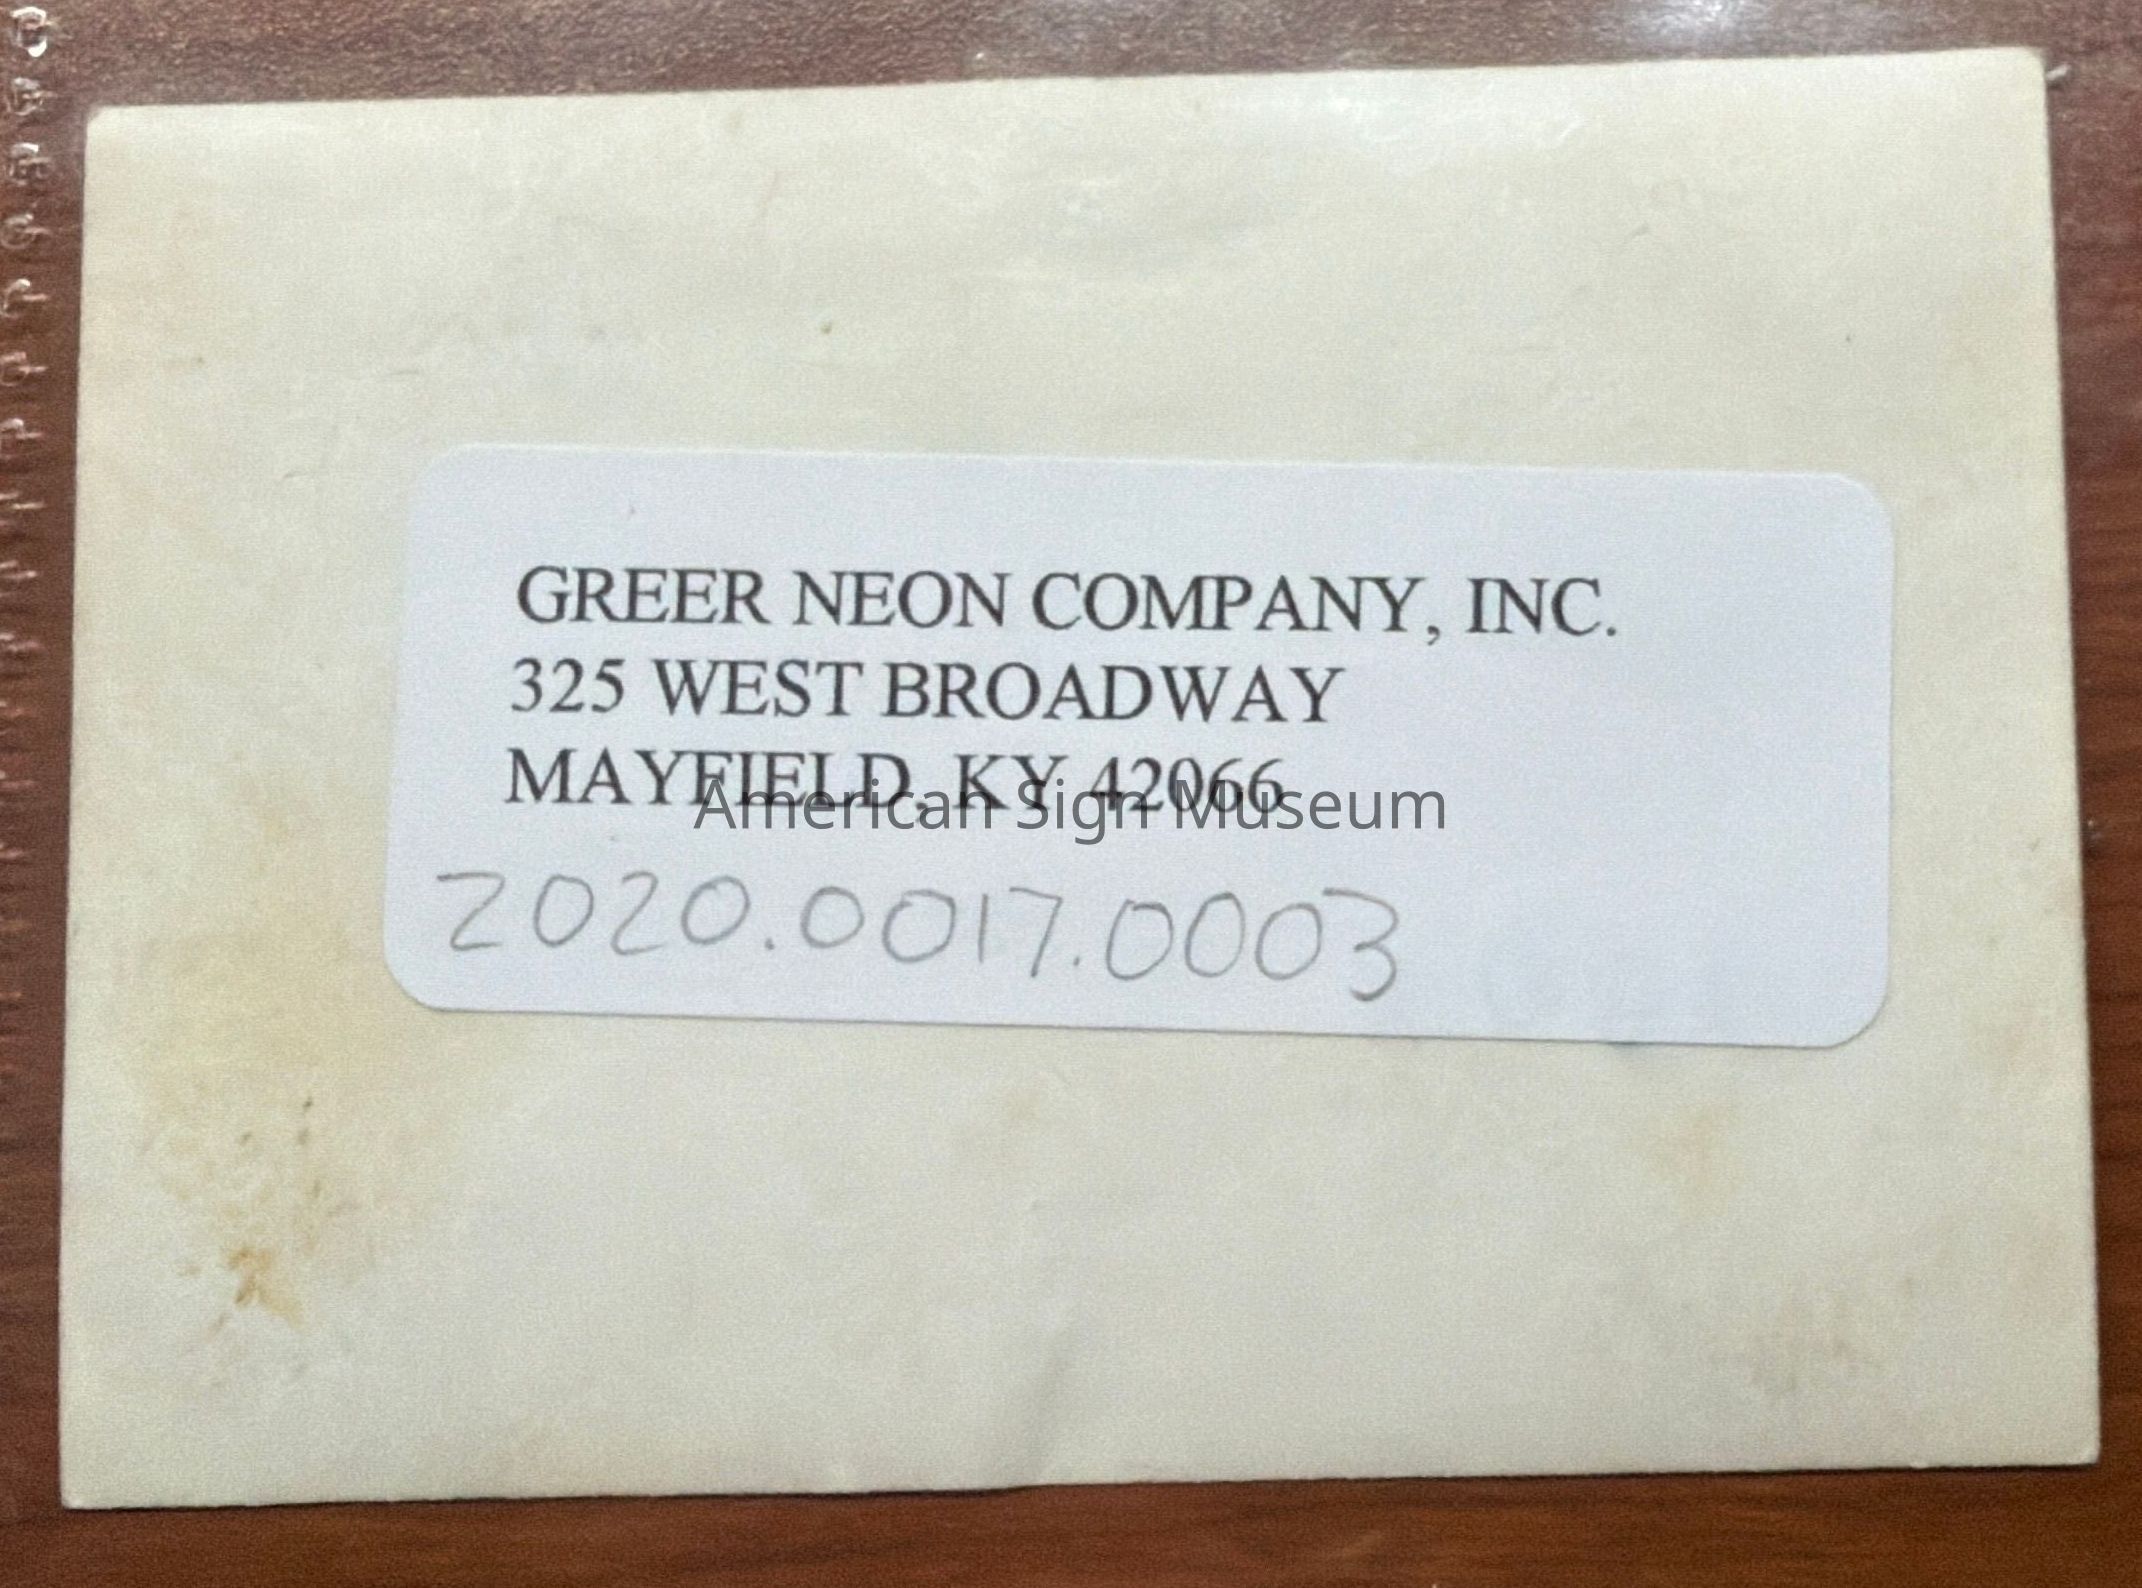 GREER NEON COMPANY, INC.
325 WEST BROADWAY
MAYFIELD, KY 42066
American Sign Museum
2020.0017.0003